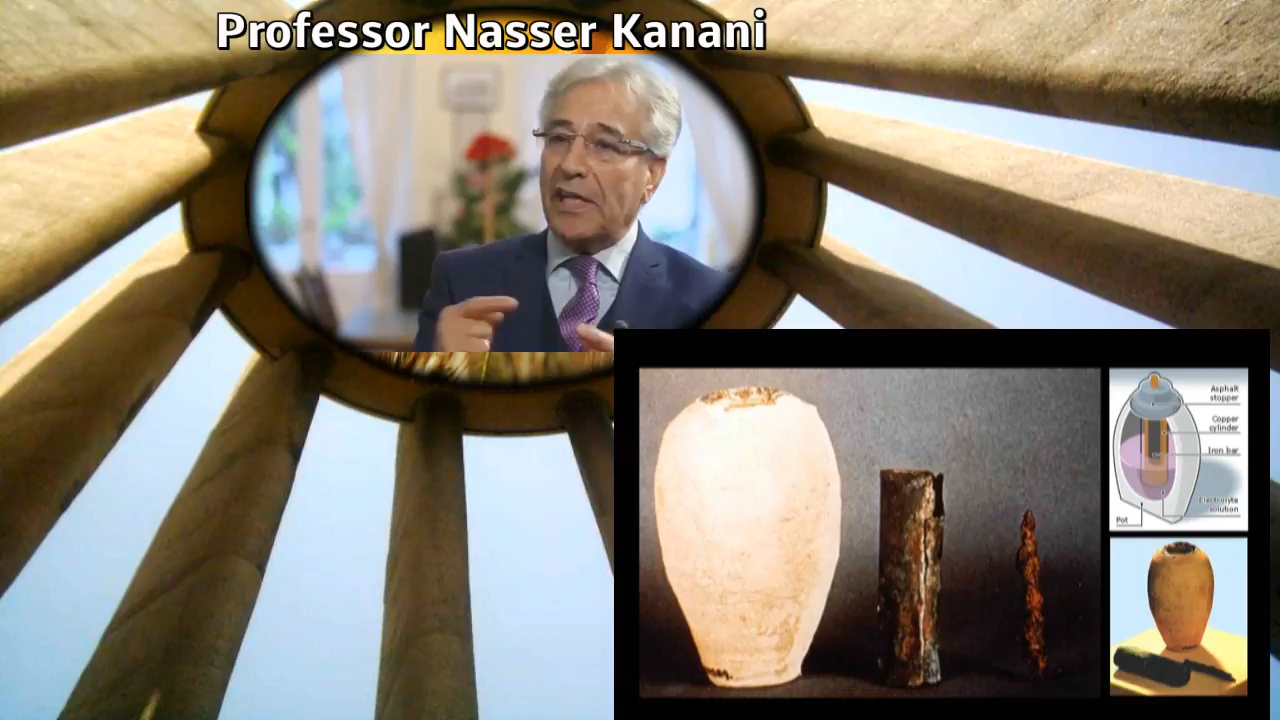 Professor Nasser Kanani
Asphalt
stopper
Copper
cylinder
Iron bar
Electrolyte
solution
Pot